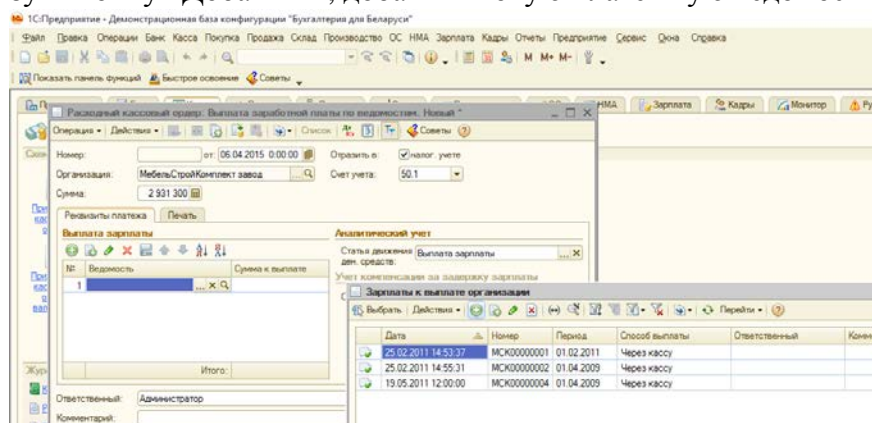 1С:Предприятие - Демонстрационная база конфигурации "Бухгалтерия для Беларуси"
Файл Правка Операции Банк Касса Покупка Продажа Склад Производство ОС НМА Зарплата Кадры Отчеты Предприятие Сервис Окна Справка
M M+ M-
Показать панель функций Быстрое освоение Советы
НМА Зарплата Кадры Монитор Ру
Расходный кассовый ордер: Выплата заработной платы по ведомостям. Новый *
Операция Действия Список Советы
Номер: от: 06.04.2015 0:00:00 Отразить в: налог. учете
Организация: МебельСтройКомплект завод ... Счет учета: 50.1
Сумма: 2 931 300
Реквизиты платежа Печать
Выплата зарплаты Аналитический учет
Статья движения ден. средств: Выплата зарплаты ... X
№ Ведомость Сумма к выплате
Учет компенсации за задержку зарплаты
1 ... X
Зарплаты к выплате организации
Выбрать Действия Перейти
Дата Номер Период Способ выплаты Ответственный Комм
25.02.2011 14:53:37 МСК00000001 01.02.2011 Через кассу
25.02.2011 14:55:31 МСК00000002 01.04.2009 Через кассу
19.05.2011 12:00:00 МСК00000004 01.04.2009 Через кассу
Итого:
Ответственный: Администратор
Комментарий: